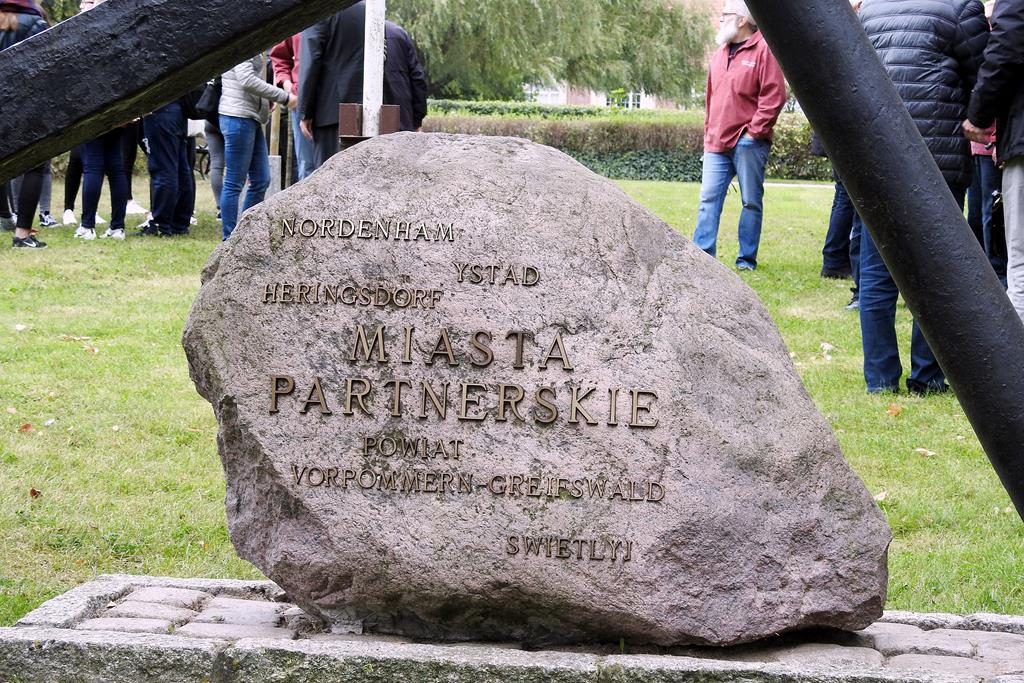 NORDENHAM
YSTAD
HERINGSDORF
MIASTA
PARTNERSKIE
POWIAT
VORPOMMERN-GREIFSWALD
SWIETLYJ